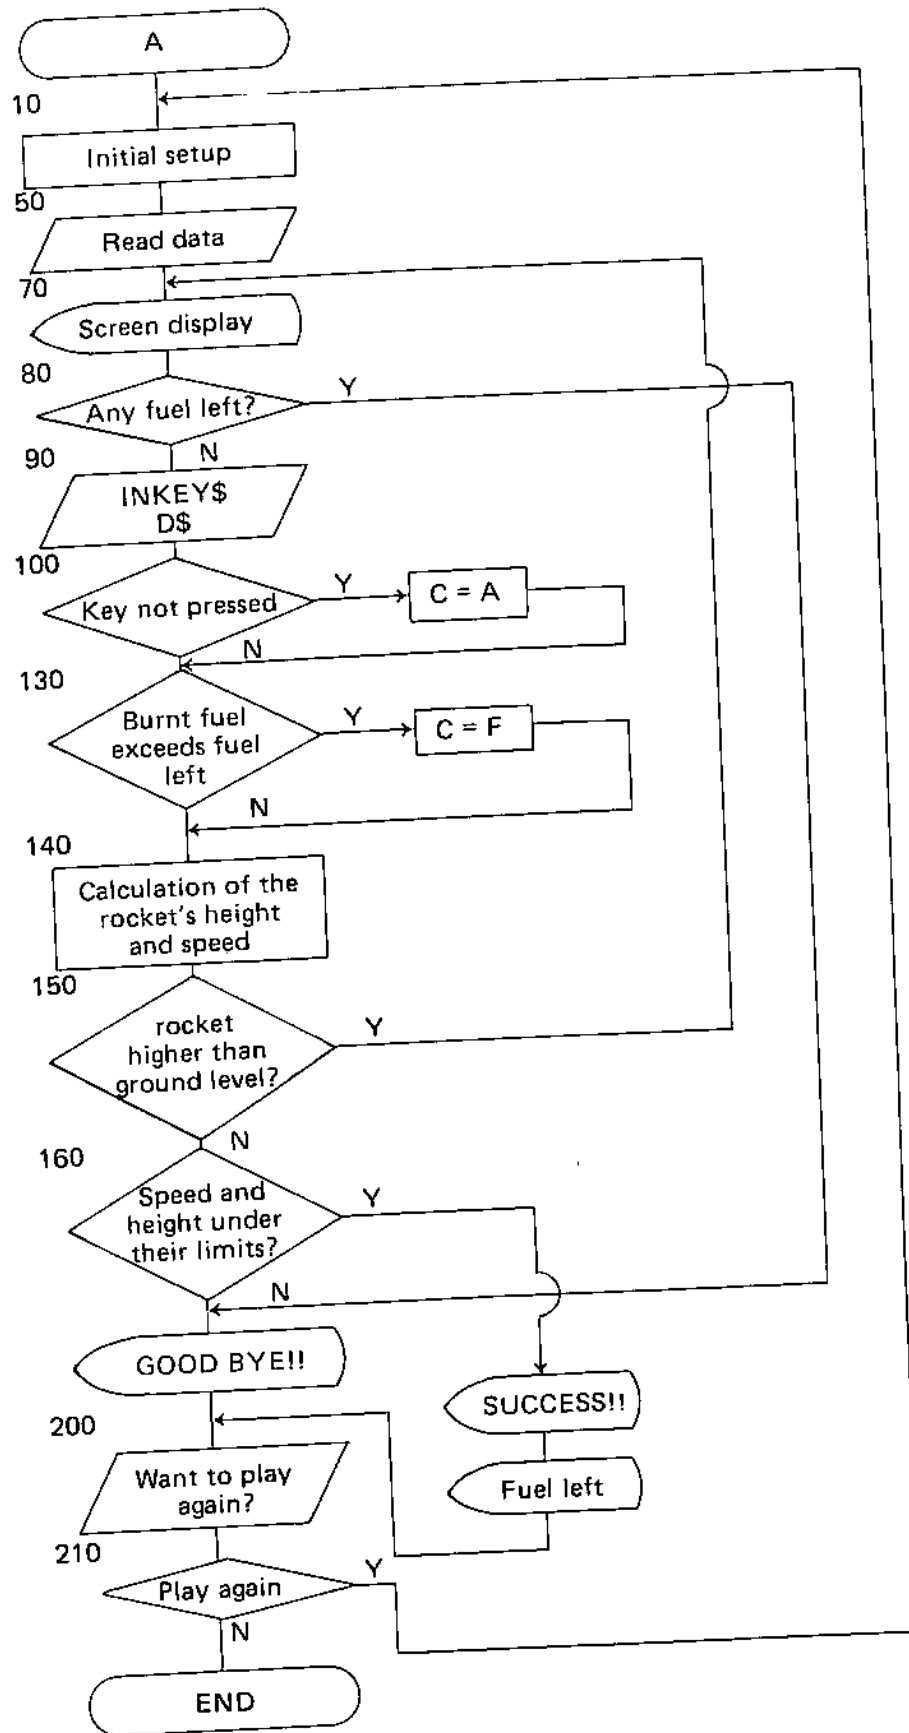 A
10
Initial setup
50
Read data
70
Screen display
80
Any fuel left?
Y
N
90
INKEY$
D$
100
Key not pressed
Y
C = A
N
130
Burnt fuel
exceeds fuel
left
Y
C = F
N
140
Calculation of the
rocket's height
and speed
150
rocket
higher than
ground level?
Y
N
160
Speed and
height under
their limits?
Y
N
GOOD BYE!!
SUCCESS!!
Fuel left
200
Want to play
again?
210
Play again
Y
N
END